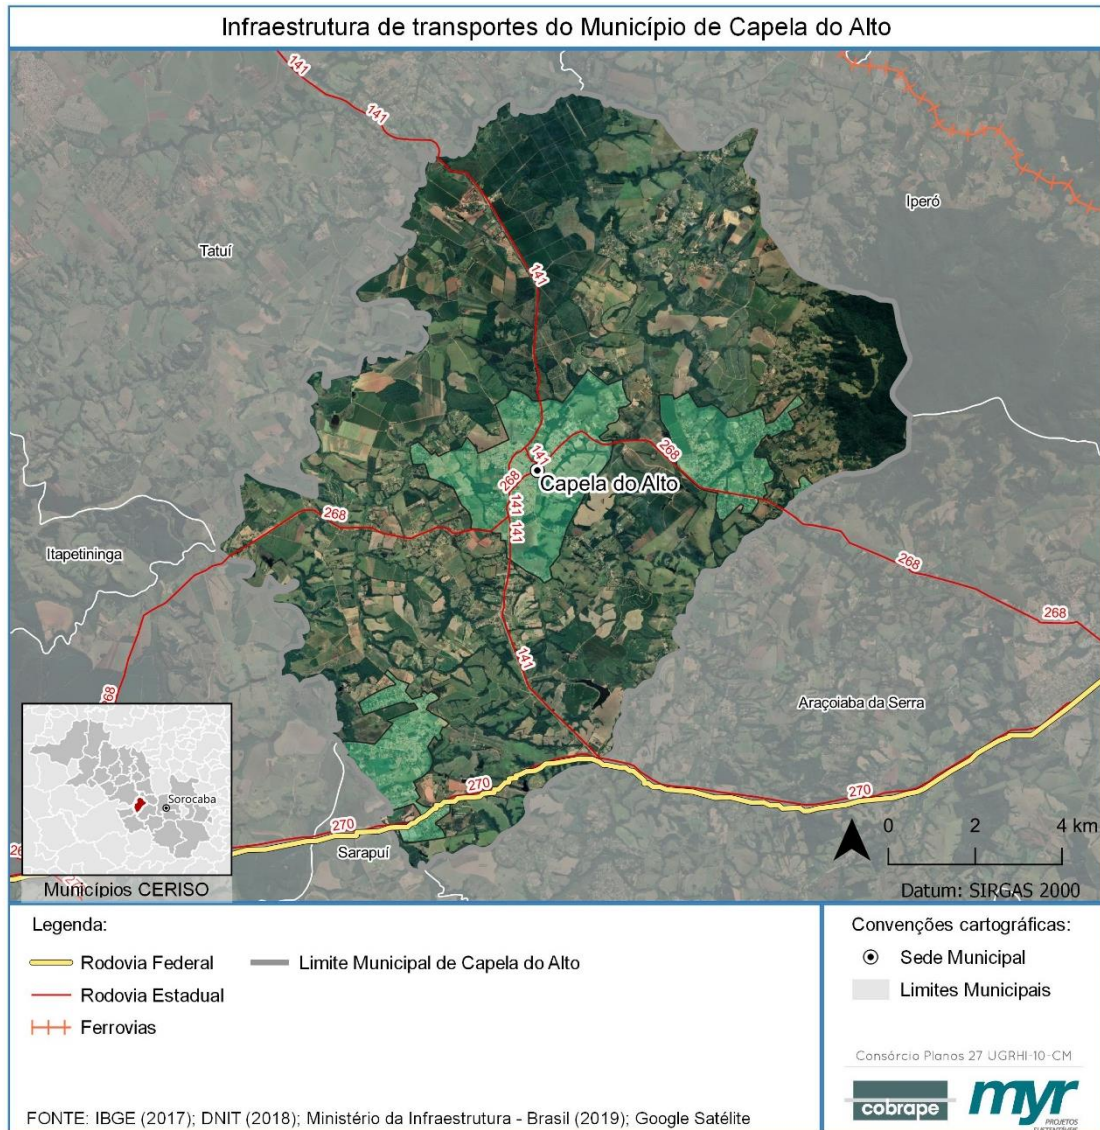 Infraestrutura de transportes do Município de Capela do Alto
141
141
Iperó
Tatuí
141
268
141
268
Capela do Alto
141
141
268
268
Itapetininga
268
141
268
Araçoiaba da Serra
Sorocaba
270
270
270
Sarapuí
0 2 4 km
Datum: SIRGAS 2000
Municípios CERISO
Legenda:
Rodovia Federal
Limite Municipal de Capela do Alto
Rodovia Estadual
Ferrovias
Convenções cartográficas:
Sede Municipal
Limites Municipais
Consórcio Planos 27 UGRHI-10-CM
cobrape
myr
PROJETOS
FONTE: IBGE (2017); DNIT (2018); Ministério da Infraestrutura - Brasil (2019); Google Satélite